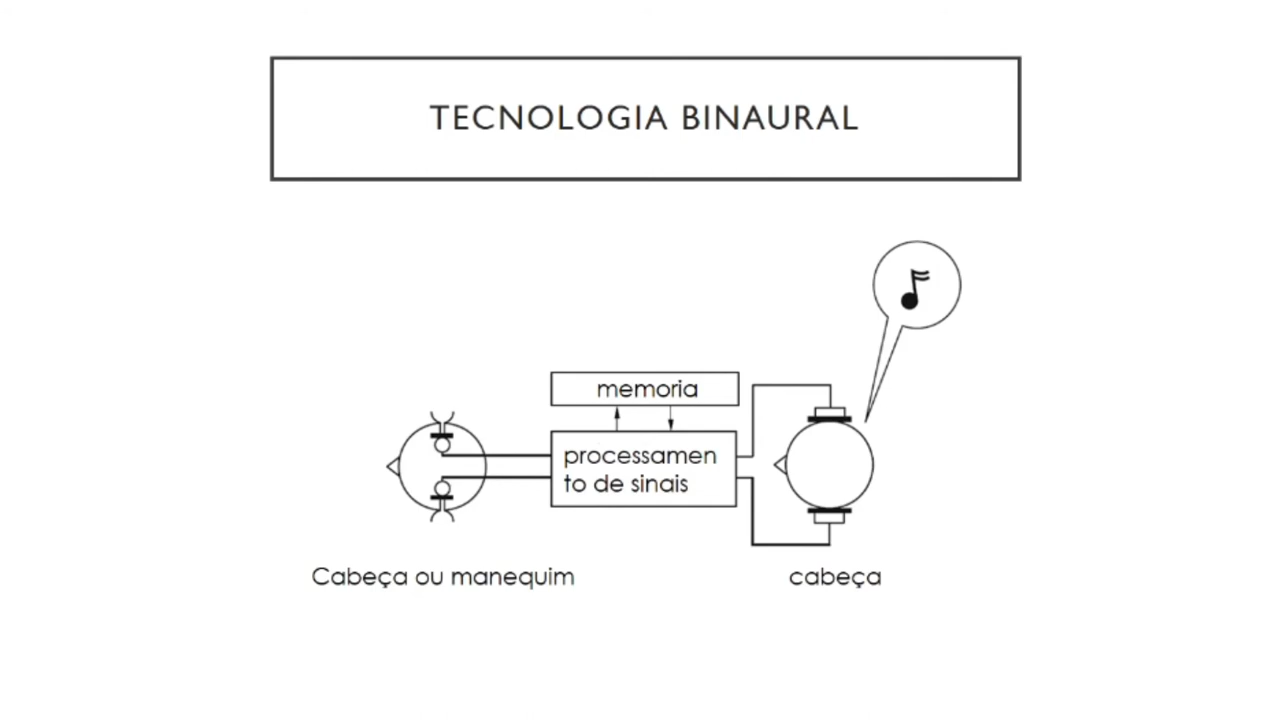 TECNOLOGIA BINAURAL
memoria
processamen
to de sinais
Cabeça ou manequim
cabeça